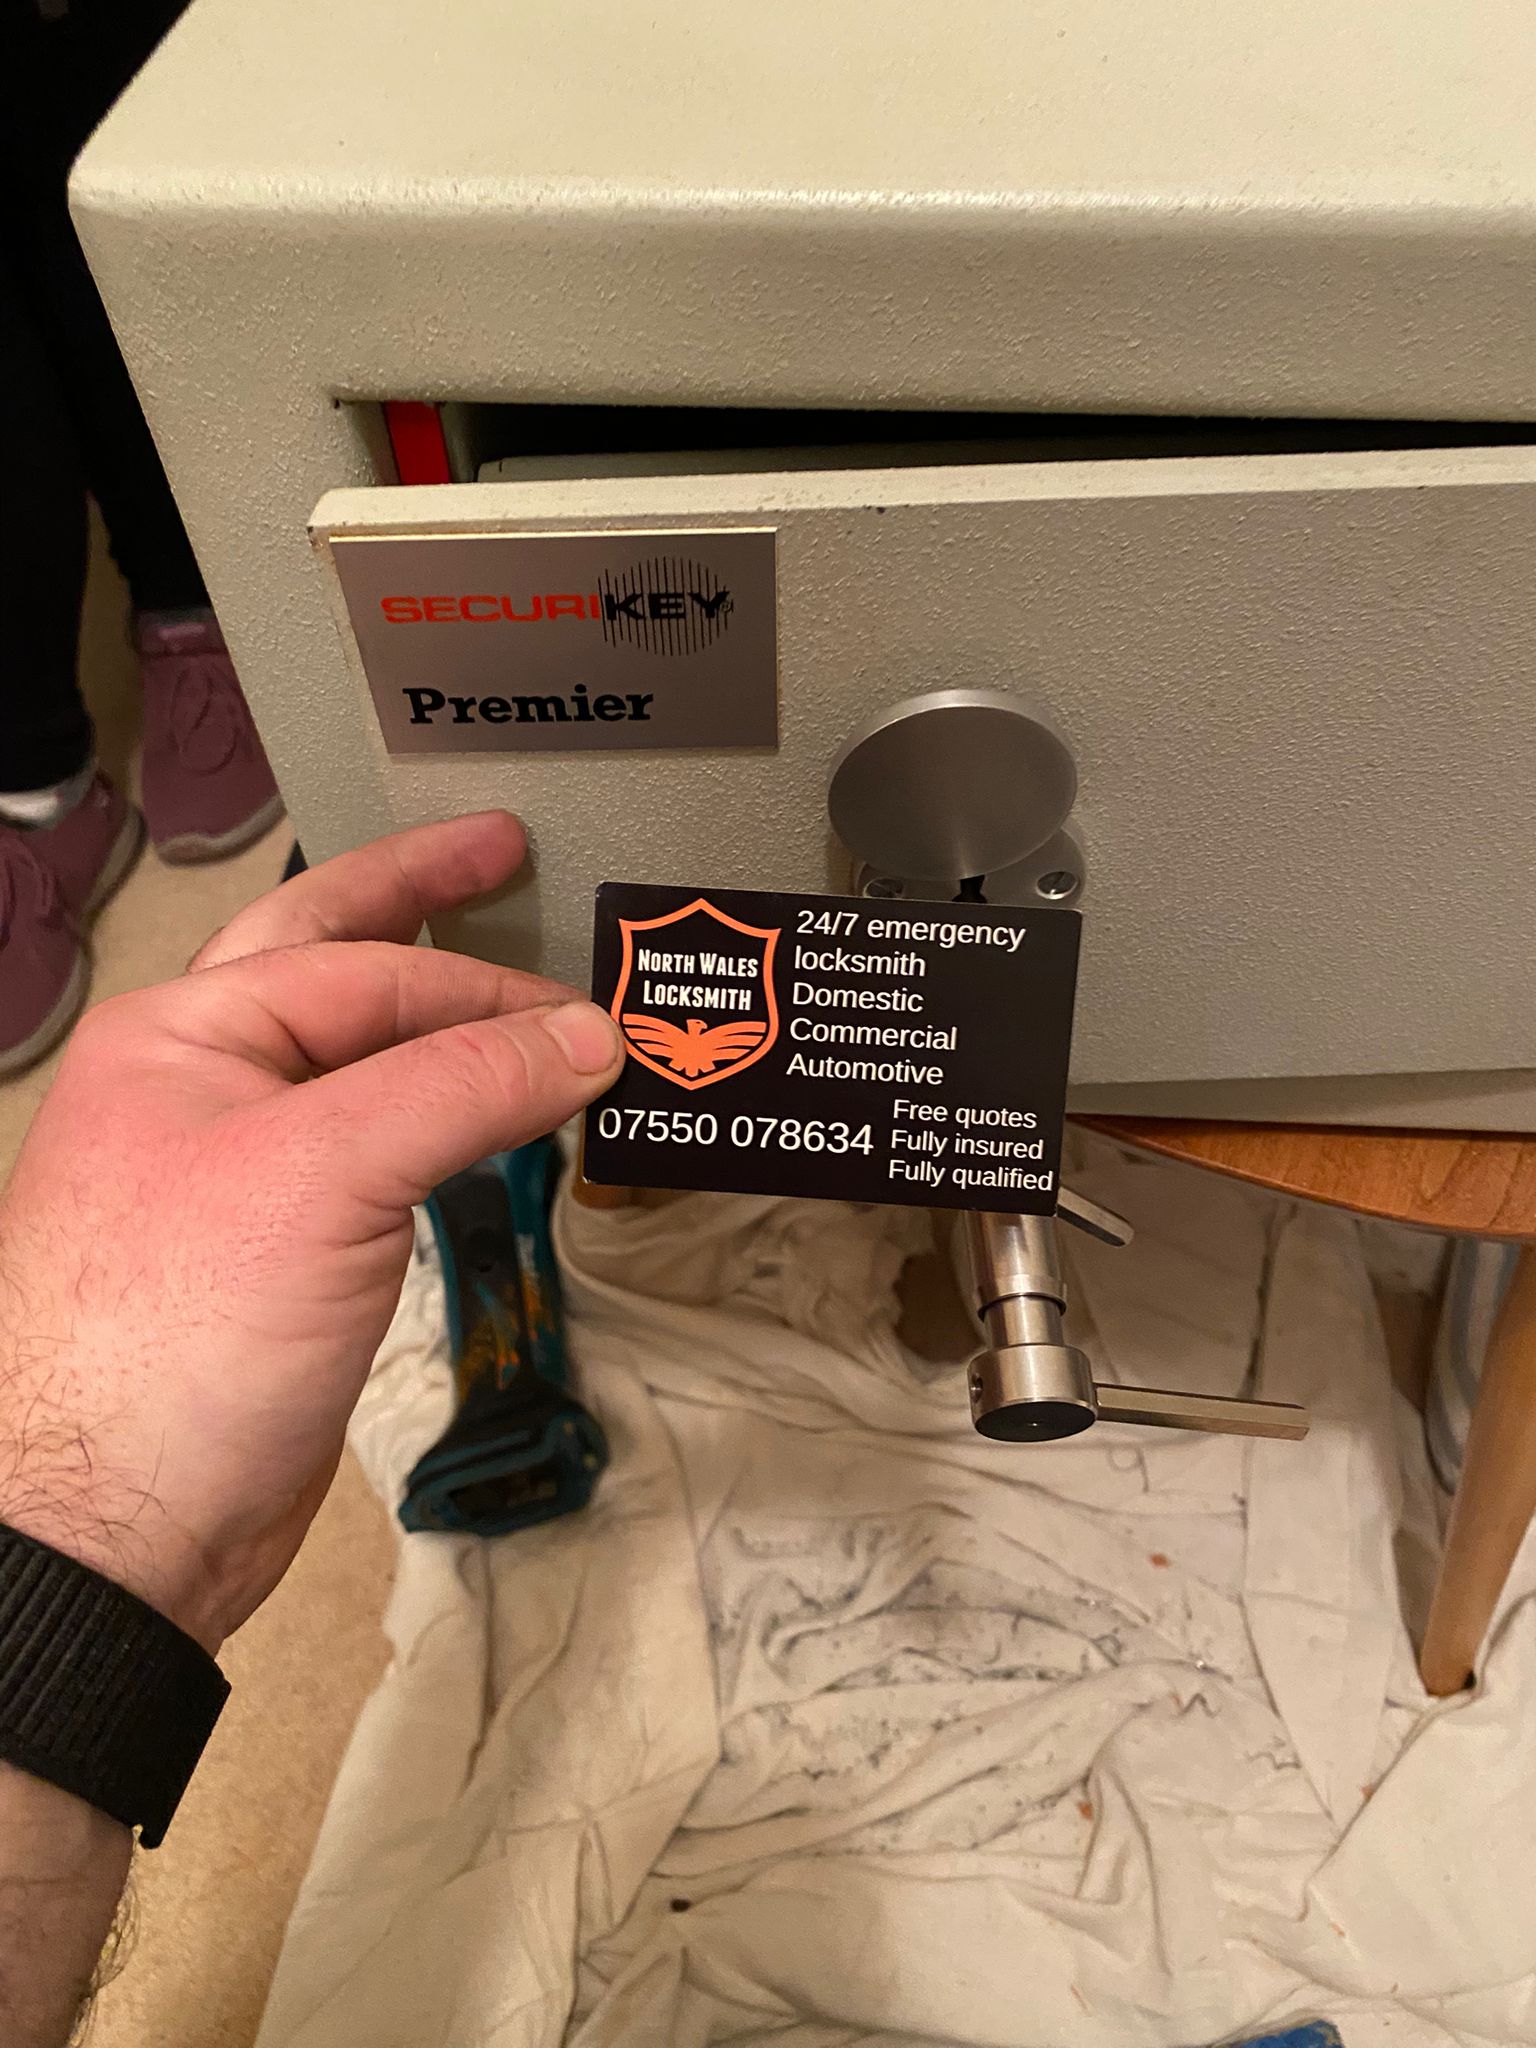 SECURIKEY
Premier
NORTH WALES
LOCKSMITH
24/7 emergency
locksmith
Domestic
Commercial
Automotive
07550 078634
Free quotes
Fully insured
Fully qualified